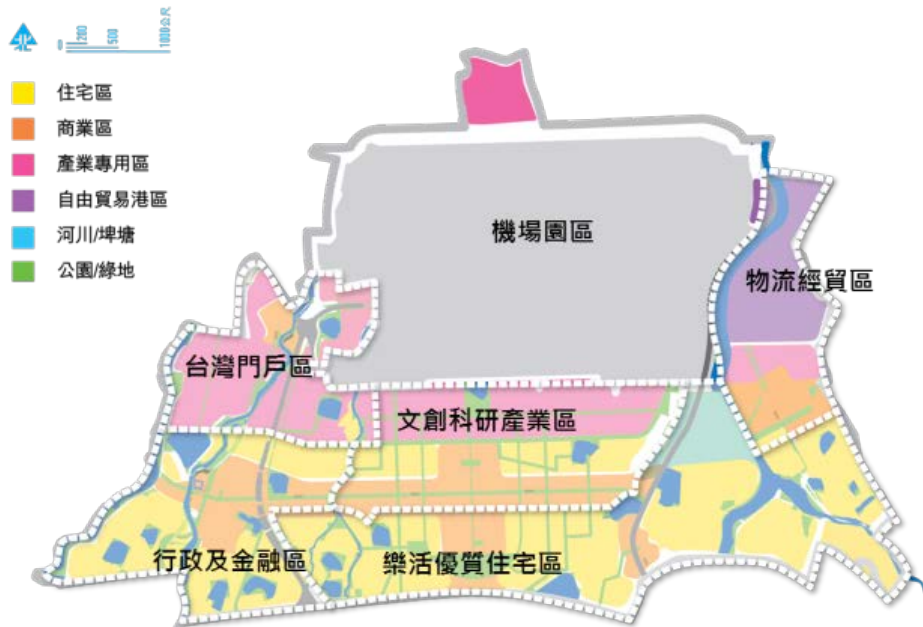 北
0 200 500 1000公尺
住宅區
商業區
產業專用區
自由貿易港區
河川/埤塘
公園/綠地
機場園區
物流經貿區
台灣門戶區
文創科研產業區
行政及金融區
樂活優質住宅區